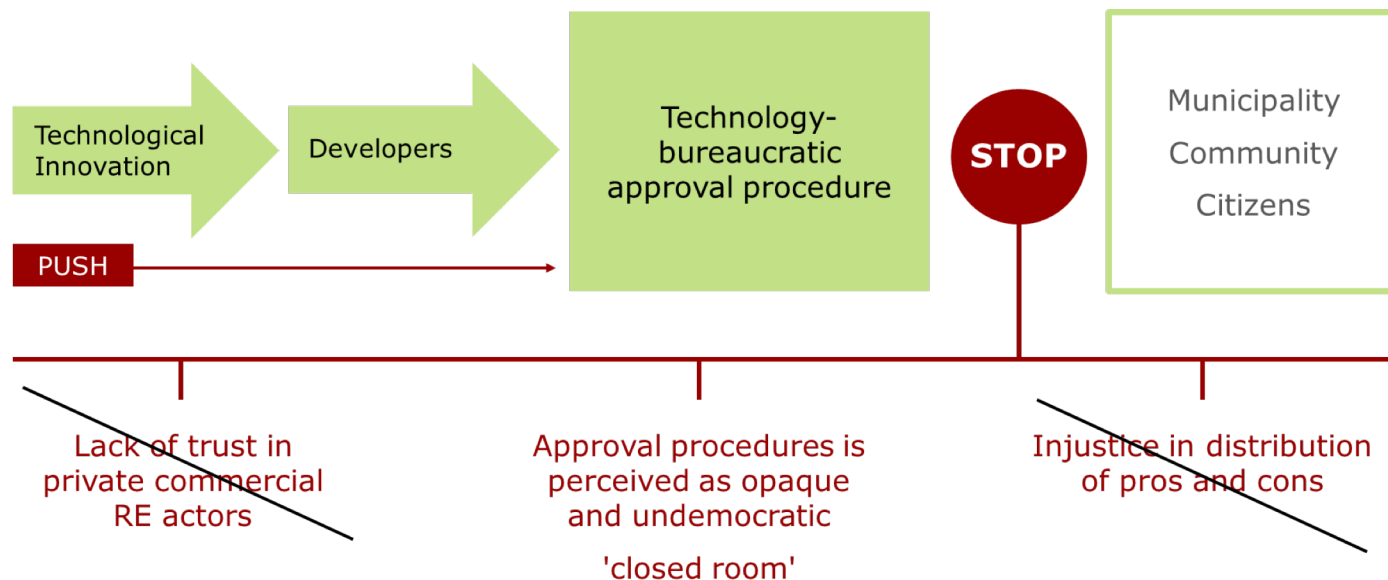 Technological
Innovation
Developers
Technology-
bureaucratic
approval procedure
STOP
Municipality
Community
Citizens
PUSH
Lack of trust in
private commercial
RE actors
Approval procedures is
perceived as opaque
and undemocratic
'closed room'
Injustice in distribution
of pros and cons